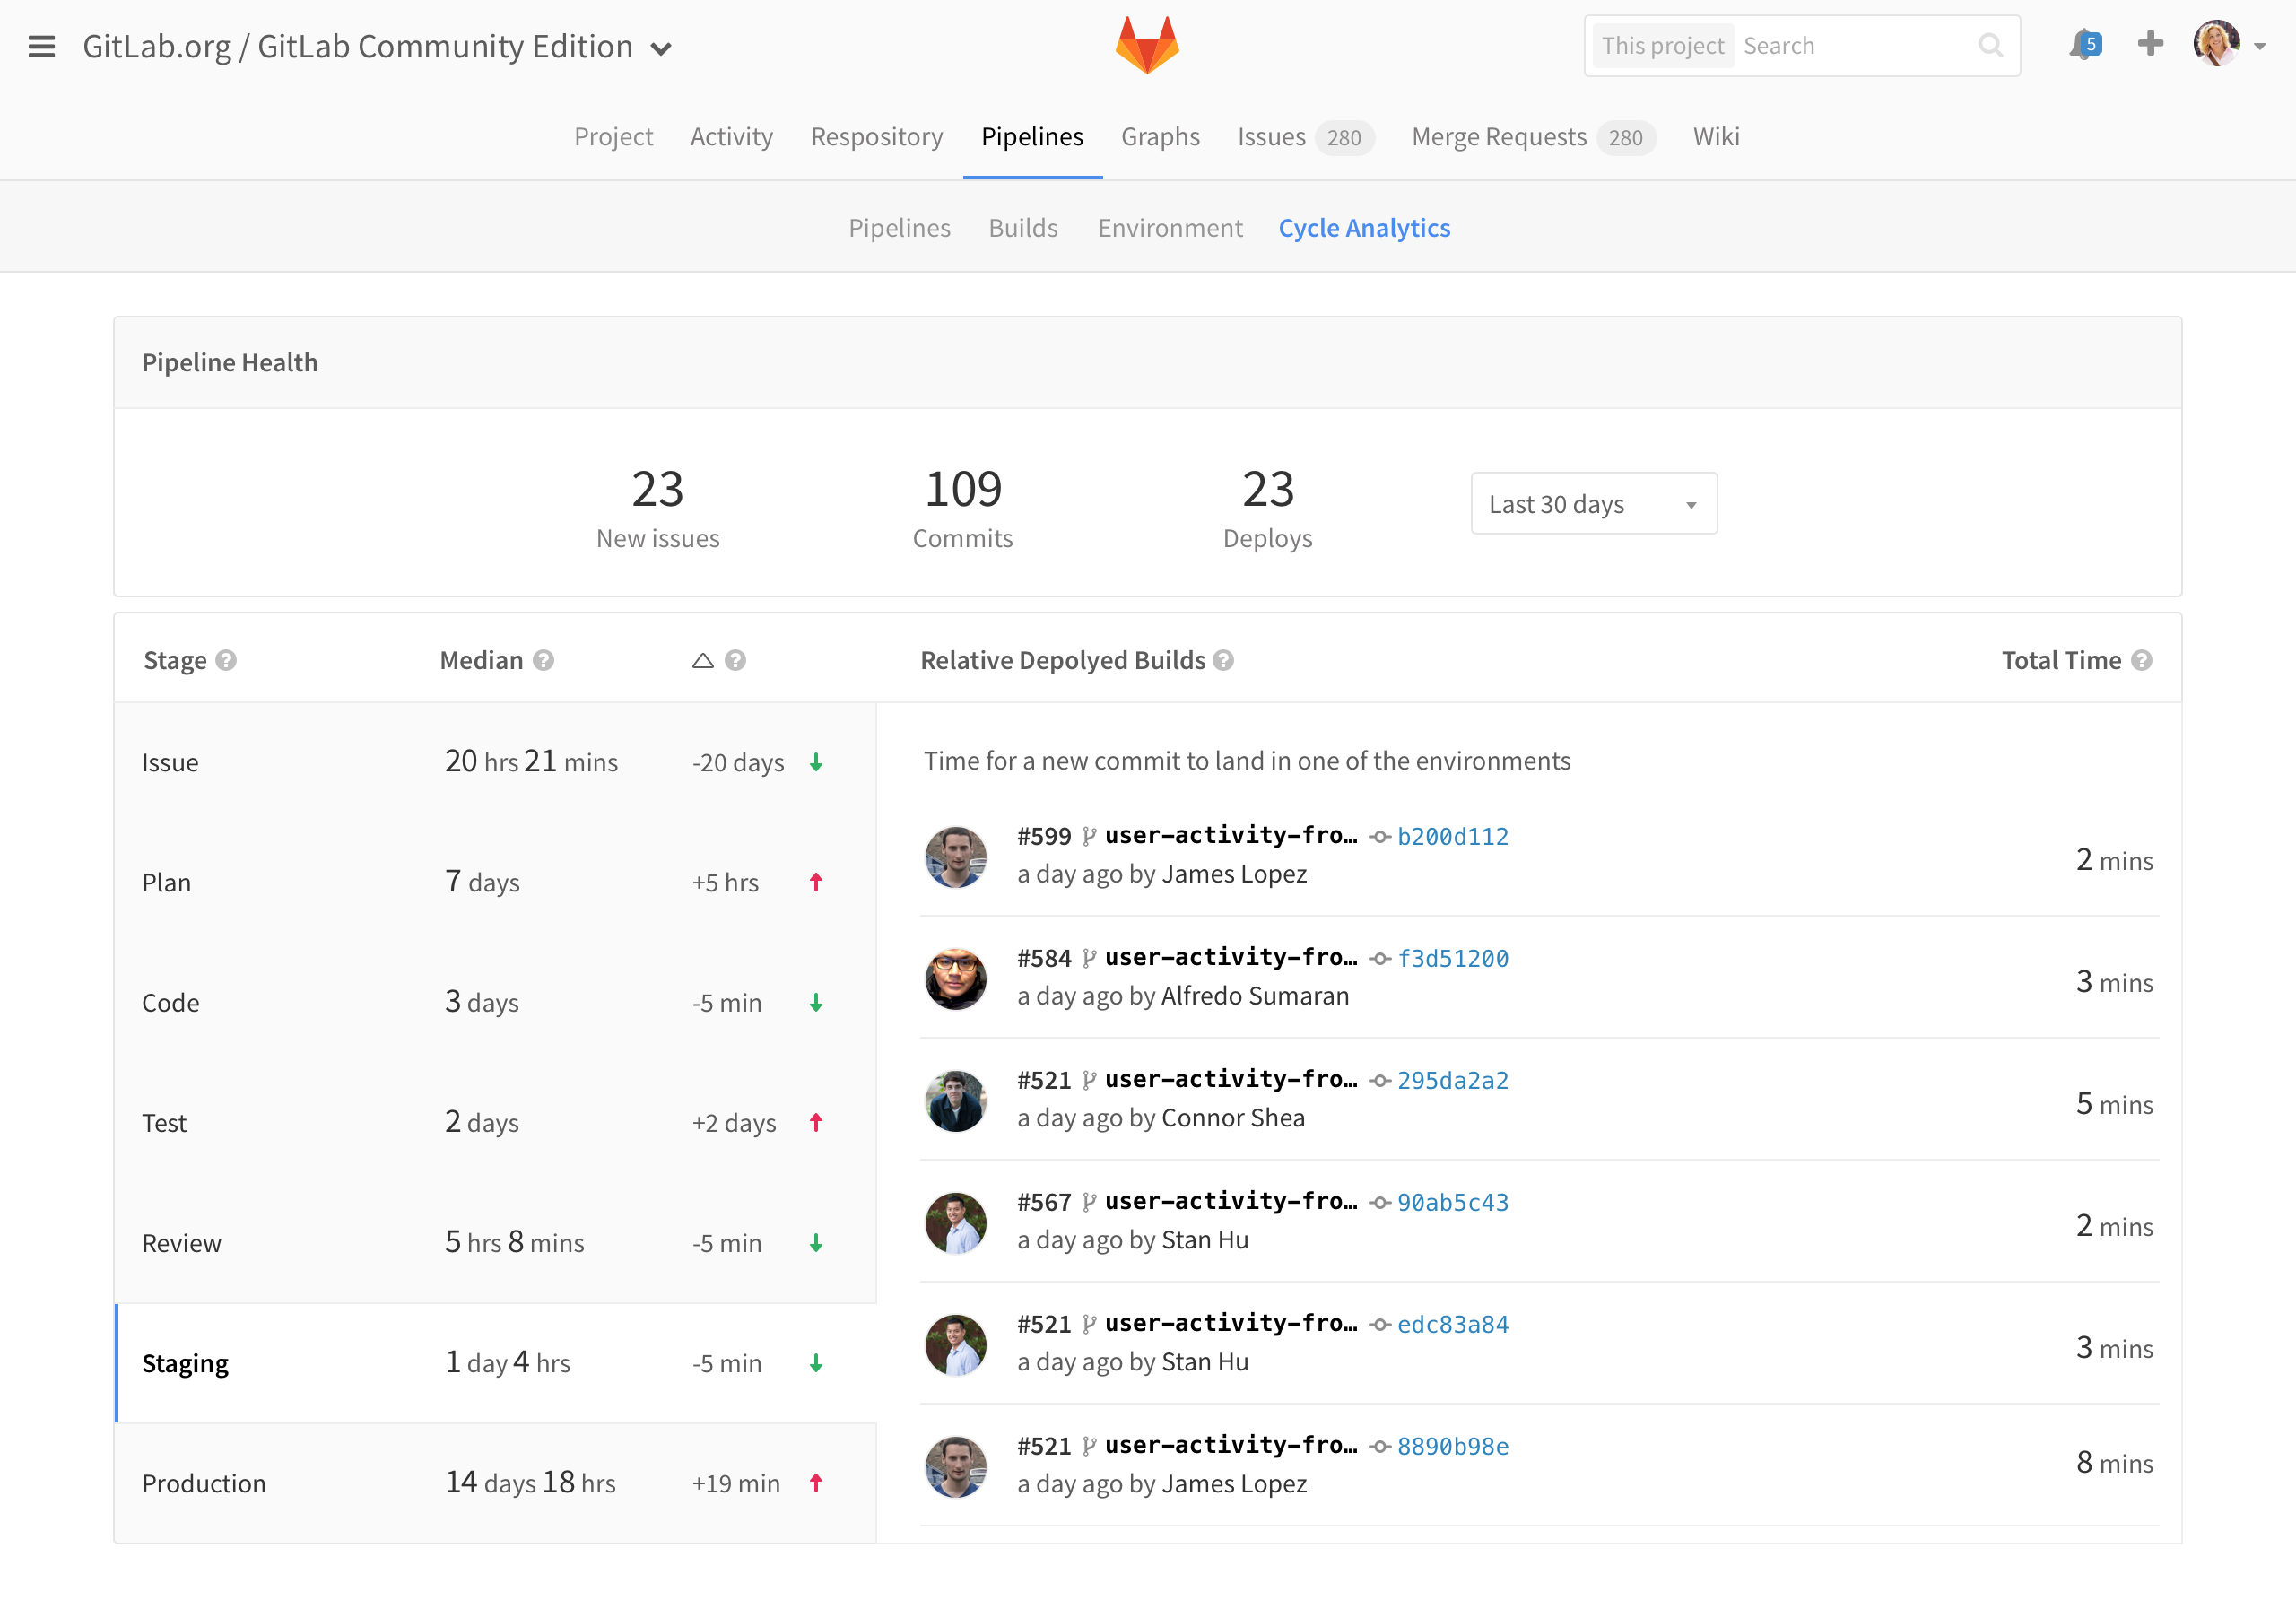 GitLab.org / GitLab Community Edition
This project Search
5
Project Activity Respository Pipelines Graphs Issues 280 Merge Requests 280 Wiki
Pipelines Builds Environment Cycle Analytics
Pipeline Health
23 109 23
New issues Commits Deploys
Last 30 days
Stage ? Median ? △ ? Relative Depolyed Builds ? Total Time ?
Issue 20 hrs 21 mins -20 days
Plan 7 days +5 hrs
Code 3 days -5 min
Test 2 days +2 days
Review 5 hrs 8 mins -5 min
Staging 1 day 4 hrs -5 min
Production 14 days 18 hrs +19 min
Time for a new commit to land in one of the environments
#599 user-activity-fro… b200d112
a day ago by James Lopez
2 mins
#584 user-activity-fro… f3d51200
a day ago by Alfredo Sumaran
3 mins
#521 user-activity-fro… 295da2a2
a day ago by Connor Shea
5 mins
#567 user-activity-fro… 90ab5c43
a day ago by Stan Hu
2 mins
#521 user-activity-fro… edc83a84
a day ago by Stan Hu
3 mins
#521 user-activity-fro… 8890b98e
a day ago by James Lopez
8 mins